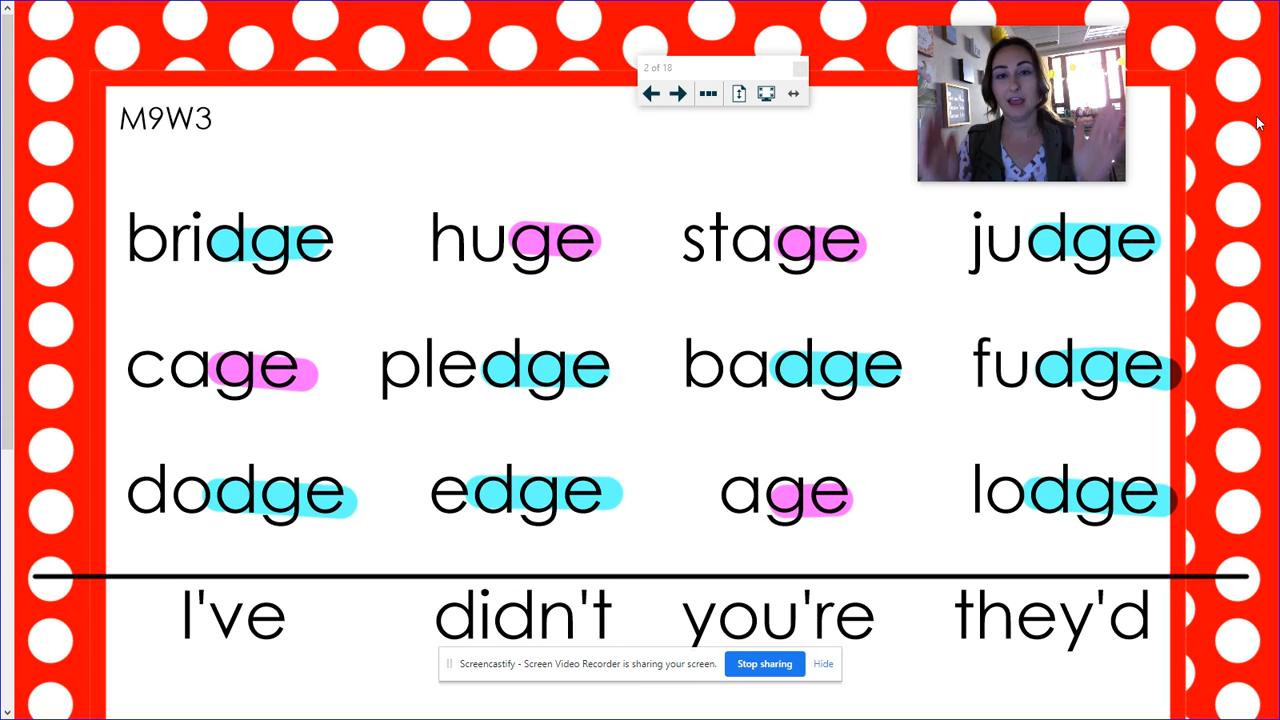 2 of 18
M9W3
bridge huge stage judge
cage pledge badge fudge
dodge edge age lodge
I've didn't you're they'd
Screencastify - Screen Video Recorder is sharing your screen. Stop sharing Hide